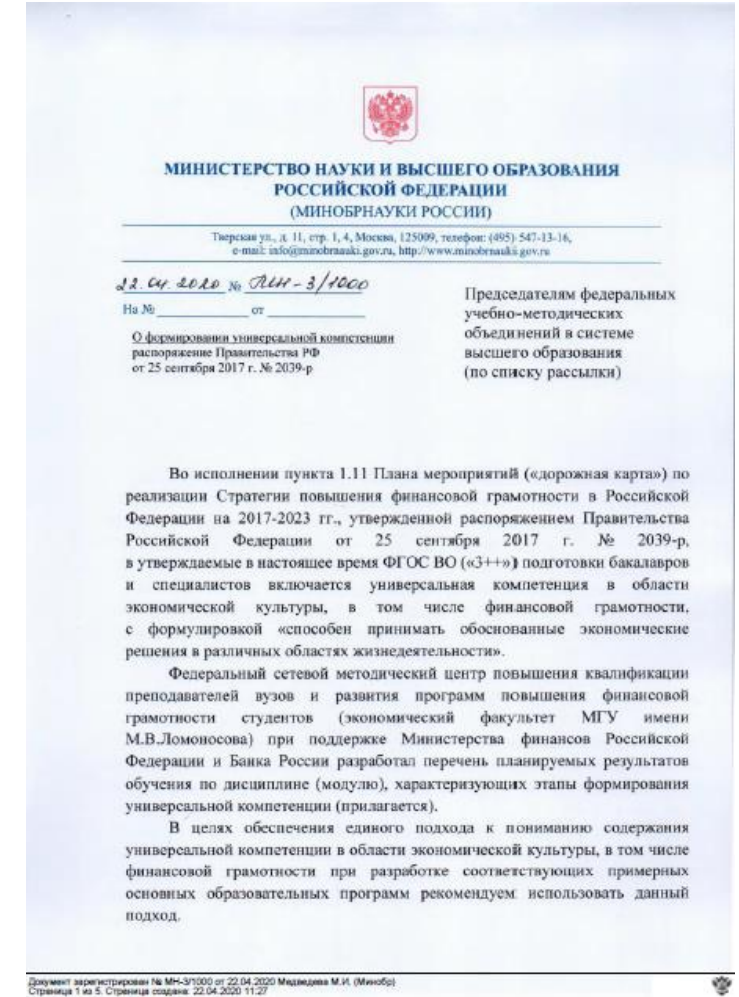 МИНИСТЕРСТВО НАУКИ И ВЫСШЕГО ОБРАЗОВАНИЯ
РОССИЙСКОЙ ФЕДЕРАЦИИ
(МИНОБРНАУКИ РОССИИ)
Тверская ул., д. 11, стр. 1, 4, Москва, 125009, телефон: (495) 547-13-16,
e-mail: info@minobrnauki.gov.ru, http://www.minobrnauki.gov.ru
22.04.2020 № МН-3/1000
На № от
О формировании универсальной компетенции
распоряжение Правительства РФ
от 25 сентября 2017 г. № 2039-р
Председателям федеральных
учебно-методических
объединений в системе
высшего образования
(по списку рассылки)
Во исполнении пункта 1.11 Плана мероприятий («дорожная карта») по
реализации Стратегии повышения финансовой грамотности в Российской
Федерации на 2017-2023 гг., утвержденной распоряжением Правительства
Российской Федерации от 25 сентября 2017 г. № 2039-р,
в утверждаемые в настоящее время ФГОС ВО («3++») подготовки бакалавров
и специалистов включается универсальная компетенция в области
экономической культуры, в том числе финансовой грамотности,
с формулировкой «способен принимать обоснованные экономические
решения в различных областях жизнедеятельности».
Федеральный сетевой методический центр повышения квалификации
преподавателей вузов и развития программ повышения финансовой
грамотности студентов (экономический факультет МГУ имени
М.В.Ломоносова) при поддержке Министерства финансов Российской
Федерации и Банка России разработал перечень планируемых результатов
обучения по дисциплине (модулю), характеризующих этапы формирования
универсальной компетенции (прилагается).
В целях обеспечения единого подхода к пониманию содержания
универсальной компетенции в области экономической культуры, в том числе
финансовой грамотности при разработке соответствующих примерных
основных образовательных программ рекомендуем использовать данный
подход.
Документ зарегистрирован № МН-3/1000 от 22.04.2020 Медведева М.И. (Минобр)
Страница 1 из 5. Страница создана: 22.04.2020 11:27